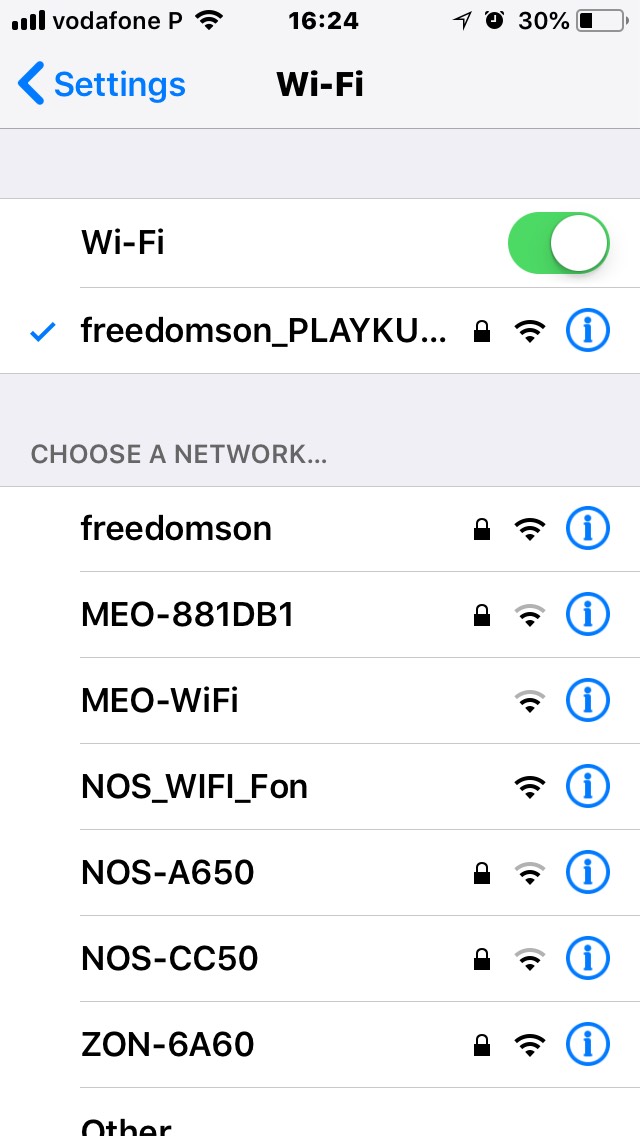 vodafone P 16:24 30%
Settings Wi-Fi
Wi-Fi
freedomson_PLAYKU...
CHOOSE A NETWORK...
freedomson
MEO-881DB1
MEO-WiFi
NOS_WIFI_Fon
NOS-A650
NOS-CC50
ZON-6A60
Other